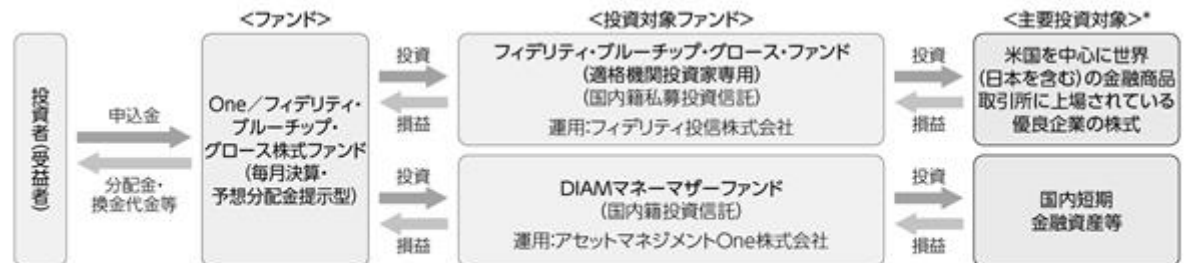 <ファンド>
<投資対象ファンド>
<主要投資対象>*
投資者(受益者)
申込金
分配金・
換金代金等
One／フィデリティ・
ブルーチップ・
グロース株式ファンド
(毎月決算・
予想分配金提示型)
投資
損益
フィデリティ・ブルーチップ・グロース・ファンド
(適格機関投資家専用)
(国内籍私募投資信託)
運用:フィデリティ投信株式会社
投資
損益
米国を中心に世界
(日本を含む)の金融商品
取引所に上場されている
優良企業の株式
投資
損益
DIAMマネーマザーファンド
(国内籍投資信託)
運用:アセットマネジメントOne株式会社
投資
損益
国内短期
金融資産等